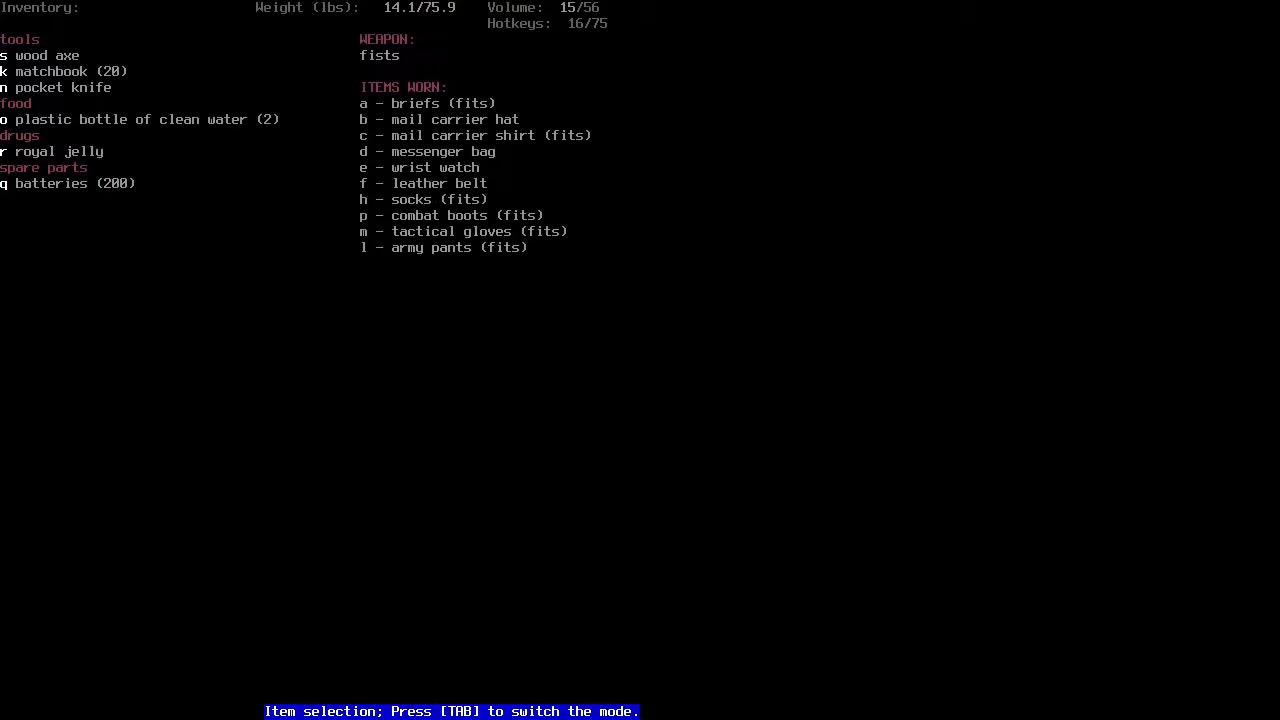 Inventory: Weight (lbs): 14.1/75.9 Volume: 15/56
Hotkeys: 16/75
tools WEAPON:
s wood axe fists
k matchbook (20)
n pocket knife ITEMS WORN:
food a - briefs (fits)
o plastic bottle of clean water (2) b - mail carrier hat
drugs c - mail carrier shirt (fits)
r royal jelly d - messenger bag
spare parts e - wrist watch
q batteries (200) f - leather belt
h - socks (fits)
p - combat boots (fits)
m - tactical gloves (fits)
l - army pants (fits)
Item selection; Press [TAB] to switch the mode.